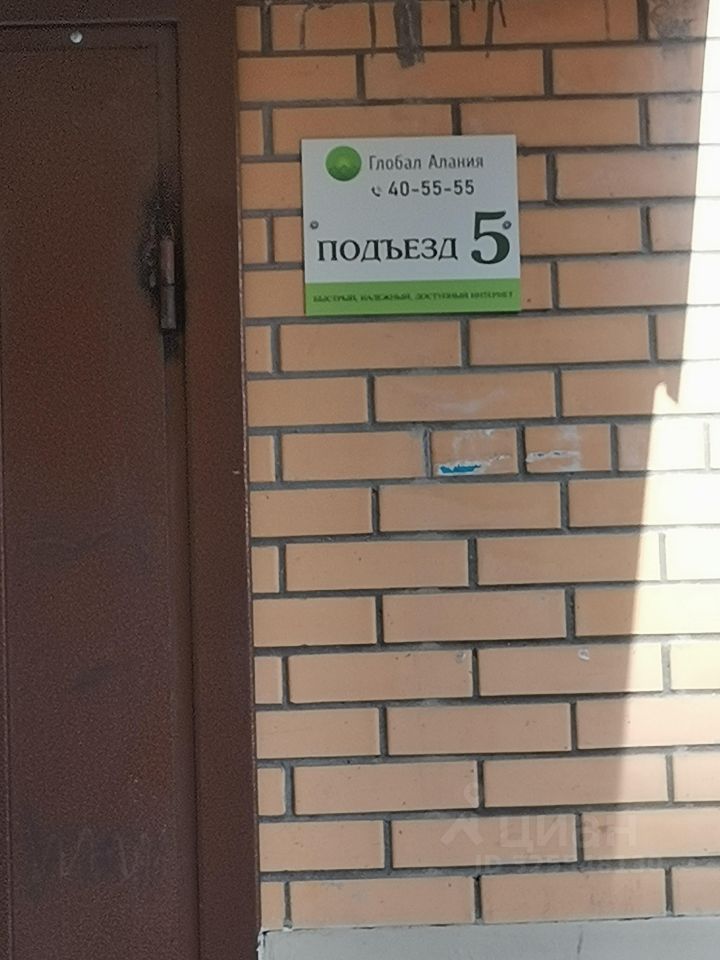 Глобал Алания
40-55-55
ПОДЪЕЗД 5
БЫСТРЫЙ, НАДЕЖНЫЙ, ДОСТУПНЫЙ ИНТЕРНЕТ
циан